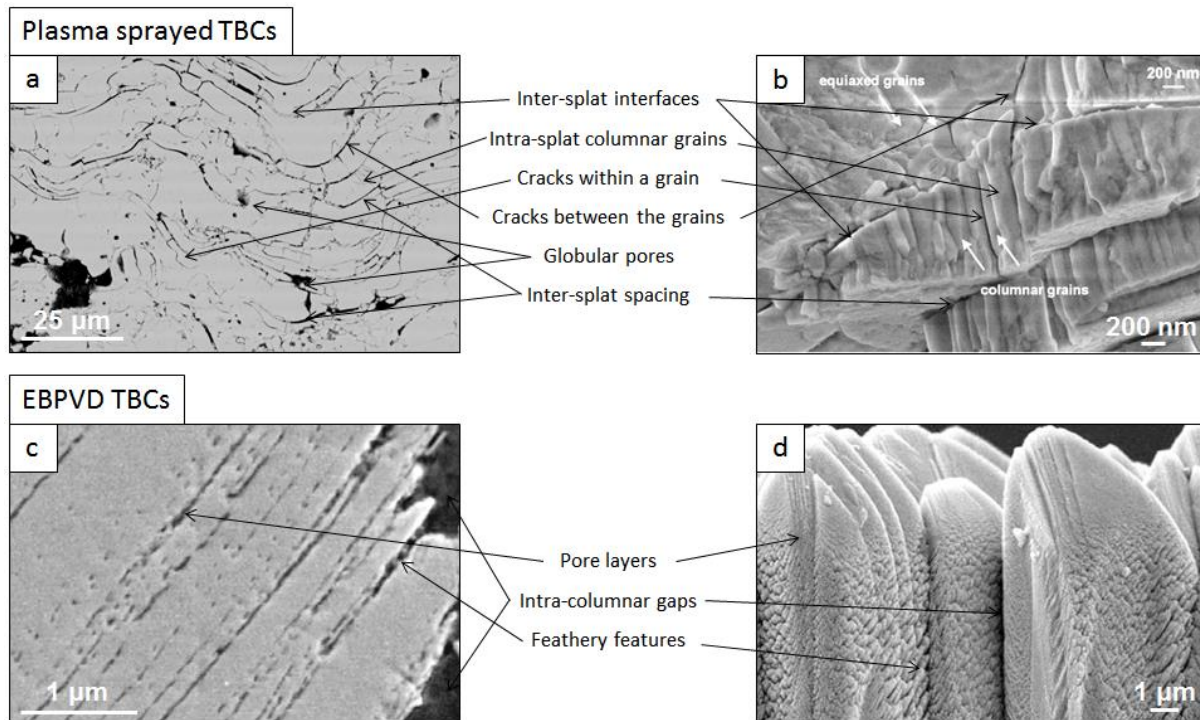 Plasma sprayed TBCs
a
25 µm
Inter-splat interfaces
Intra-splat columnar grains
Cracks within a grain
Cracks between the grains
Globular pores
Inter-splat spacing
b
equiaxed grains
200 nm
columnar grains
200 nm
EBPVD TBCs
c
1 µm
Pore layers
Intra-columnar gaps
Feathery features
d
1 µm